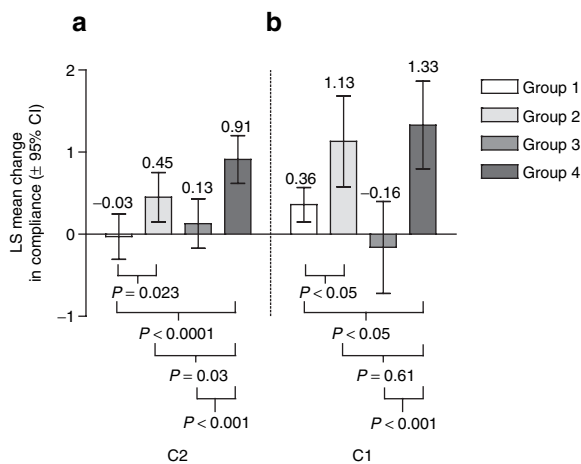 a
b
2
1
0
−1
LS mean change
in compliance (± 95% CI)
−0.03
0.45
0.13
0.91
0.36
1.13
−0.16
1.33
Group 1
Group 2
Group 3
Group 4
P = 0.023
P < 0.0001
P = 0.03
P < 0.001
P < 0.05
P < 0.05
P = 0.61
P < 0.001
C2
C1